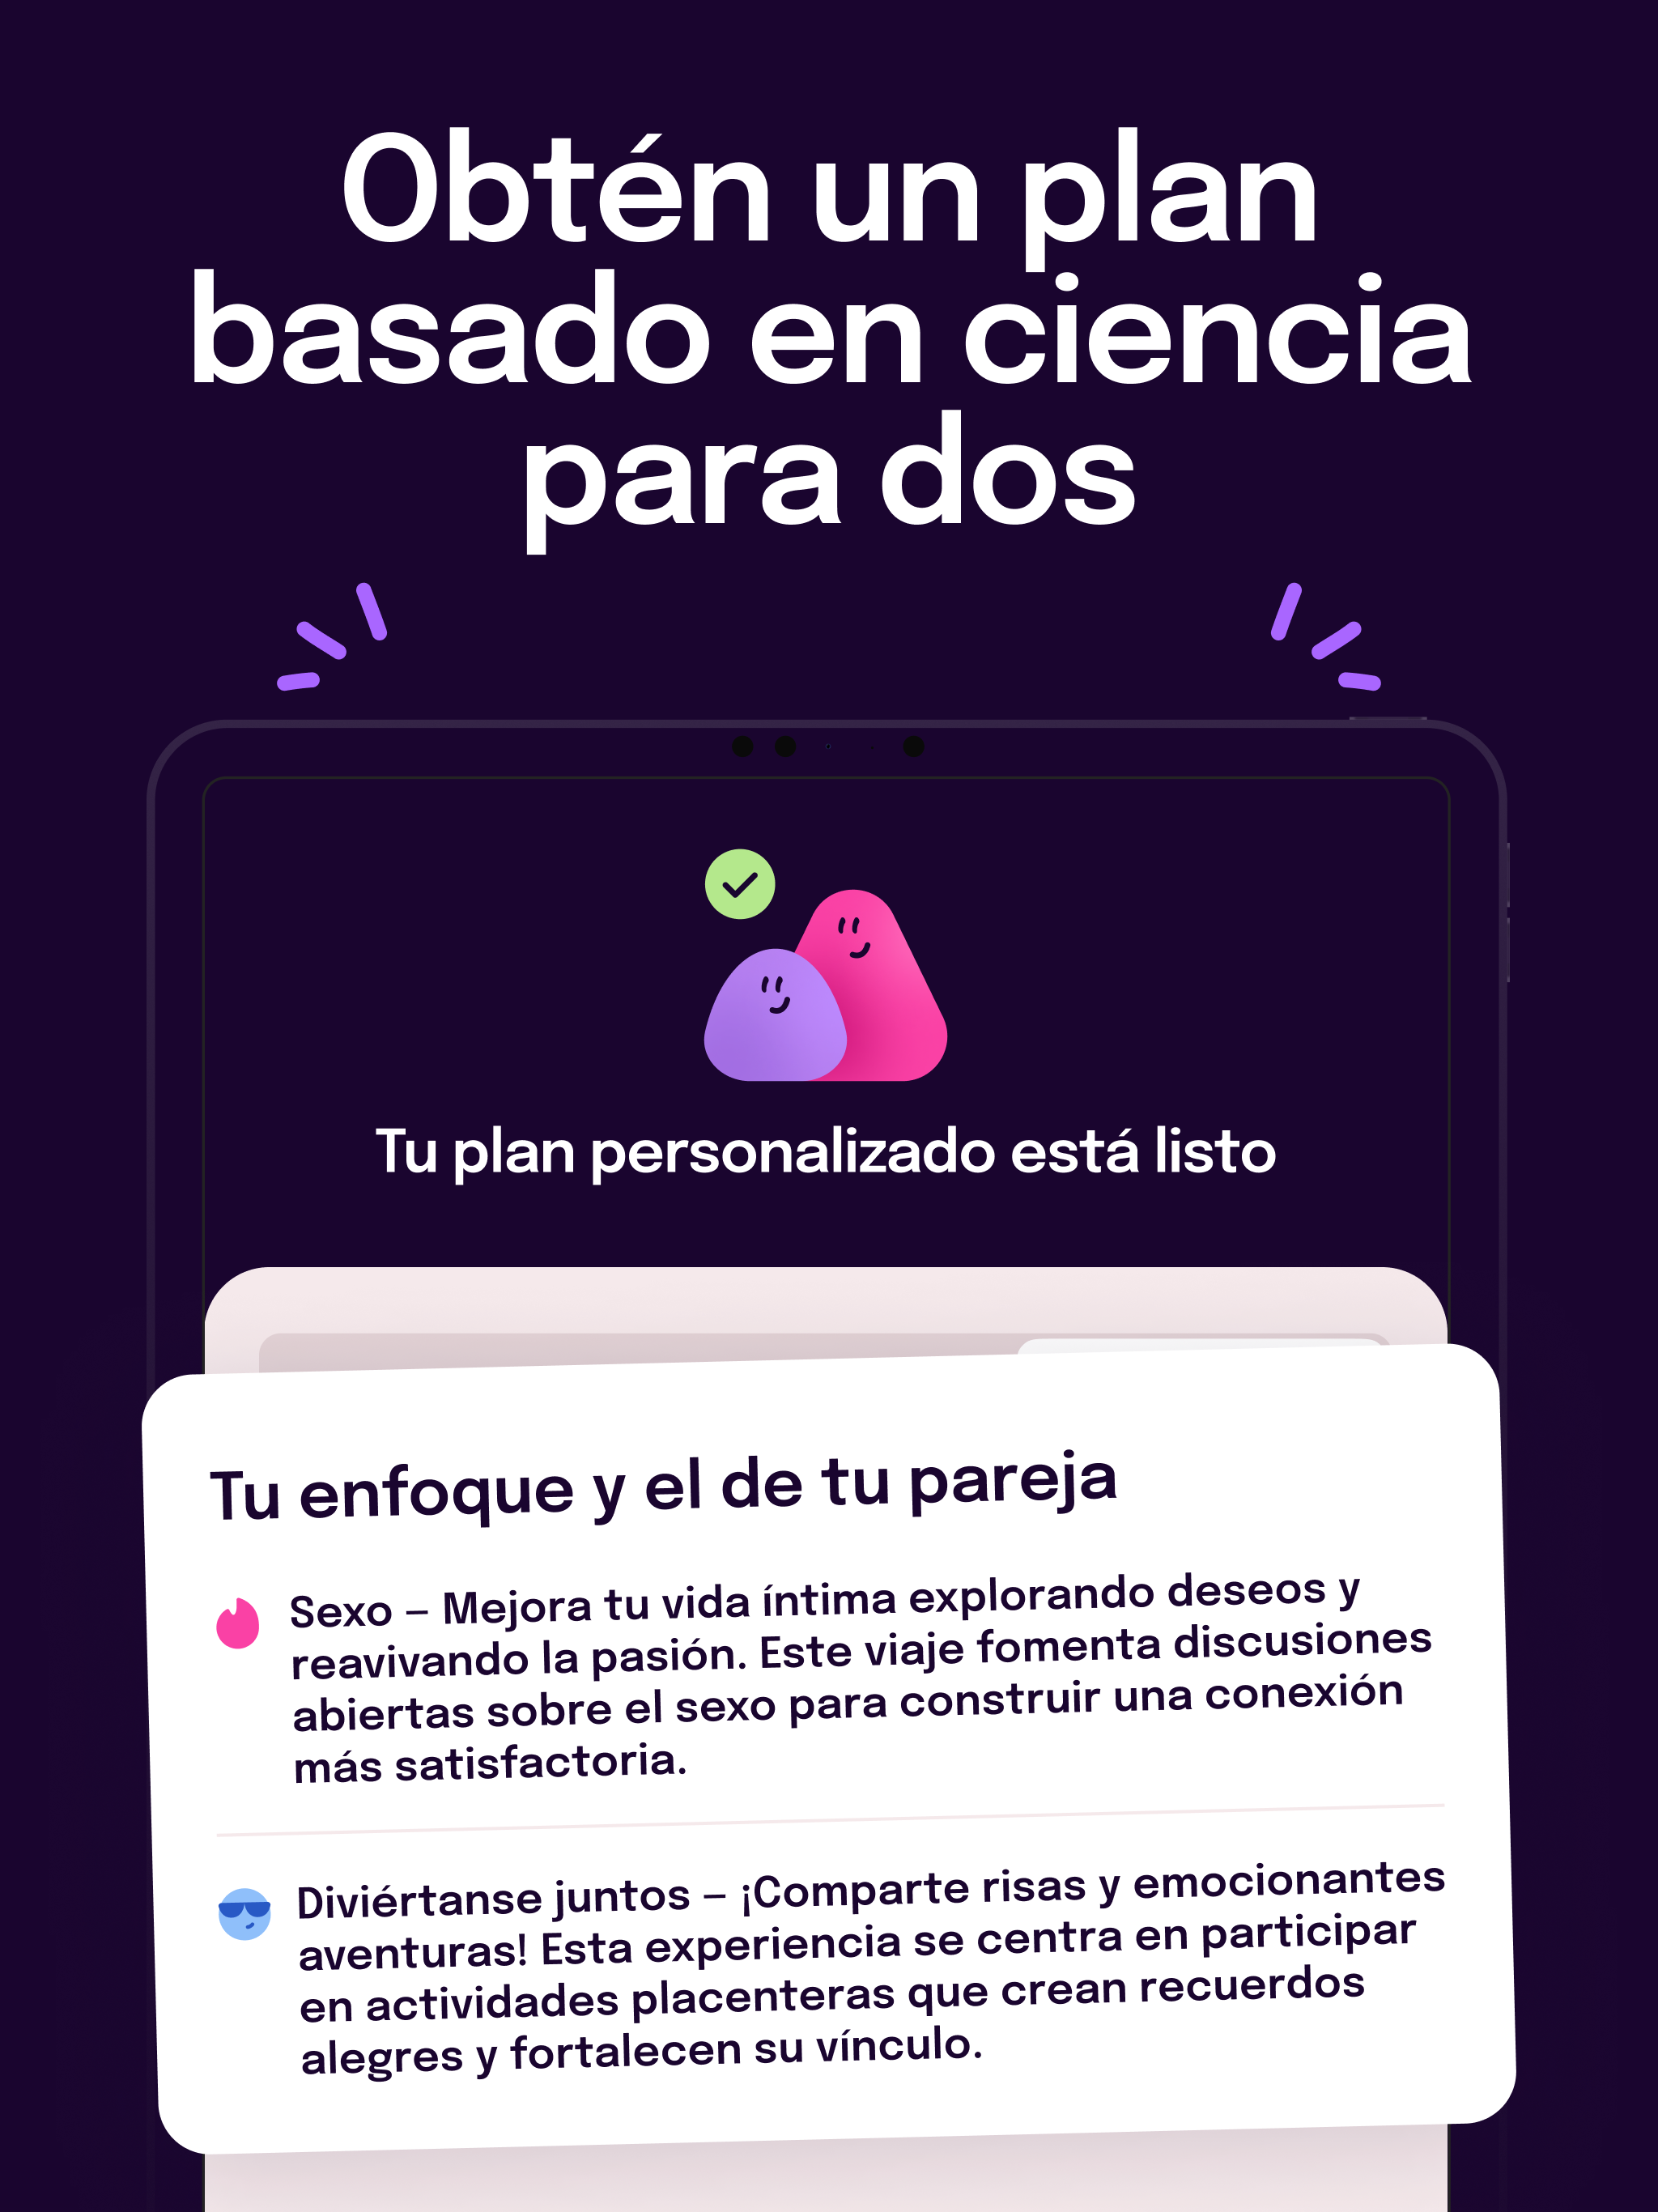 Obtén un plan
basado en ciencia
para dos
Tu plan personalizado está listo
Tu enfoque y el de tu pareja
Sexo – Mejora tu vida íntima explorando deseos y
reavivando la pasión. Este viaje fomenta discusiones
abiertas sobre el sexo para construir una conexión
más satisfactoria.
Diviértanse juntos – ¡Comparte risas y emocionantes
aventuras! Esta experiencia se centra en participar
en actividades placenteras que crean recuerdos
alegres y fortalecen su vínculo.